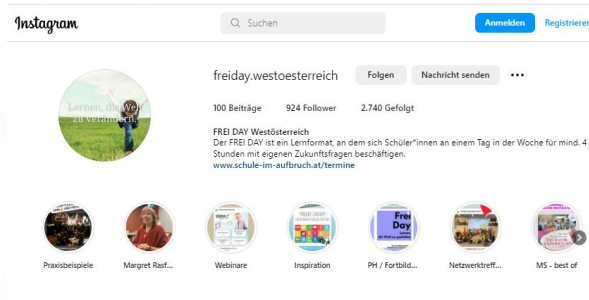 Instagram
Suchen
Anmelden
Registrieren
freiday.westoesterreich
Folgen
Nachricht senden
100 Beiträge 924 Follower 2.740 Gefolgt
Lernen, die Welt
zu verändern.
FREI DAY Westösterreich
Der FREI DAY ist ein Lernformat, an dem sich Schüler*innen an einem Tag in der Woche für mind. 4
Stunden mit eigenen Zukunftsfragen beschäftigen.
www.schule-im-aufbruch.at/termine
Frei
Day
Praxisbeispiele
Margret Rasf...
Webinare
Inspiration
PH / Fortbild...
Netzwerktreff...
MS - best of